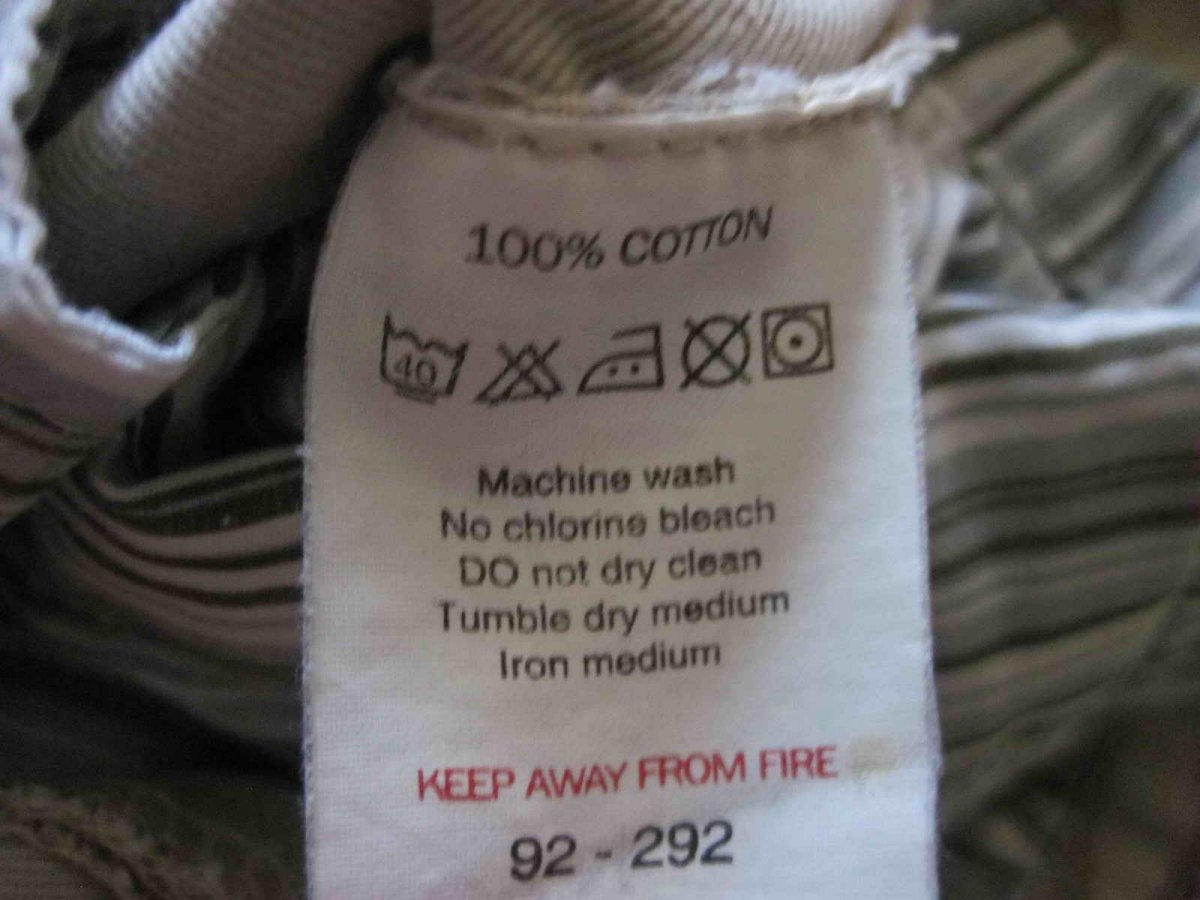 100% COTTON
40
Machine wash
No chlorine bleach
DO not dry clean
Tumble dry medium
Iron medium
KEEP AWAY FROM FIRE
92 - 292